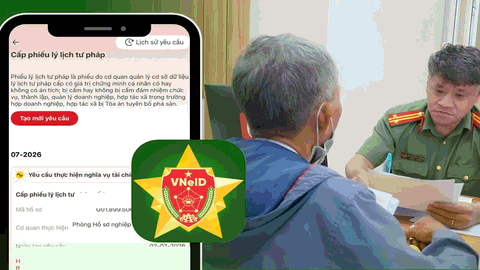 Lịch sử yêu cầu
Cấp phiếu lý lịch tư pháp
Phiếu lý lịch tư pháp là phiếu do cơ quan quản lý cơ sở dữ liệu
lý lịch tư pháp cấp có giá trị chứng minh cá nhân có hay
không có án tích; bị cấm hay không bị cấm đảm nhiệm chức
vụ, thành lập, quản lý doanh nghiệp, hợp tác xã trong trường
hợp doanh nghiệp, hợp tác xã bị Tòa án tuyên bố phá sản.
Tạo mới yêu cầu
07-2026
Yêu cầu thực hiện nghĩa vụ tài chí
Cấp phiếu lý lịch tư
Mã hồ sơ
Cơ quan thực hiện Phòng Hồ sơ nghiệp
02-07-2026
VNeID